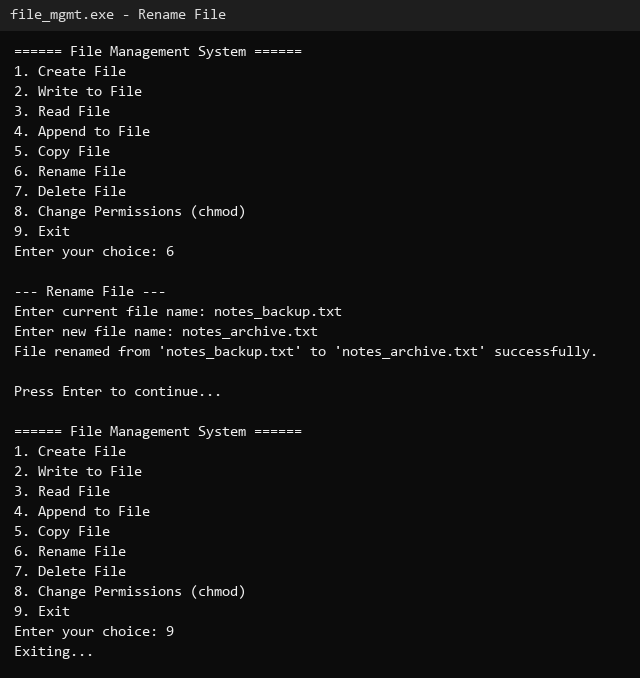 file_mgmt.exe - Rename File
====== File Management System ======
1. Create File
2. Write to File
3. Read File
4. Append to File
5. Copy File
6. Rename File
7. Delete File
8. Change Permissions (chmod)
9. Exit
Enter your choice: 6
--- Rename File ---
Enter current file name: notes_backup.txt
Enter new file name: notes_archive.txt
File renamed from 'notes_backup.txt' to 'notes_archive.txt' successfully.
Press Enter to continue...
====== File Management System ======
1. Create File
2. Write to File
3. Read File
4. Append to File
5. Copy File
6. Rename File
7. Delete File
8. Change Permissions (chmod)
9. Exit
Enter your choice: 9
Exiting...